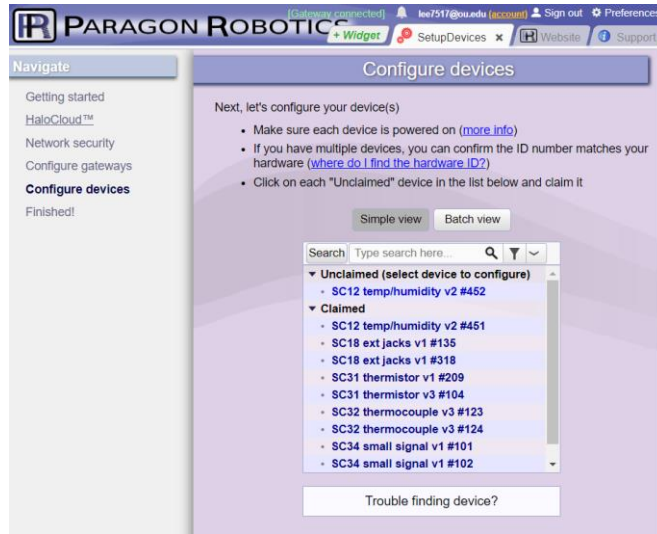 [Gateway connected] lee7517@ou.edu (account) Sign out Preferences
PARAGON ROBOTICS
+ Widget SetupDevices x Website Support
Navigate
Getting started
HaloCloud™
Network security
Configure gateways
Configure devices
Finished!
Configure devices
Next, let's configure your device(s)
• Make sure each device is powered on (more info)
• If you have multiple devices, you can confirm the ID number matches your
hardware (where do I find the hardware ID?)
• Click on each "Unclaimed" device in the list below and claim it
Simple view Batch view
Search Type search here...
Unclaimed (select device to configure)
SC12 temp/humidity v2 #452
Claimed
SC12 temp/humidity v2 #451
SC18 ext jacks v1 #135
SC18 ext jacks v1 #318
SC31 thermistor v1 #209
SC31 thermistor v3 #104
SC32 thermocouple v3 #123
SC32 thermocouple v3 #124
SC34 small signal v1 #101
SC34 small signal v1 #102
Trouble finding device?